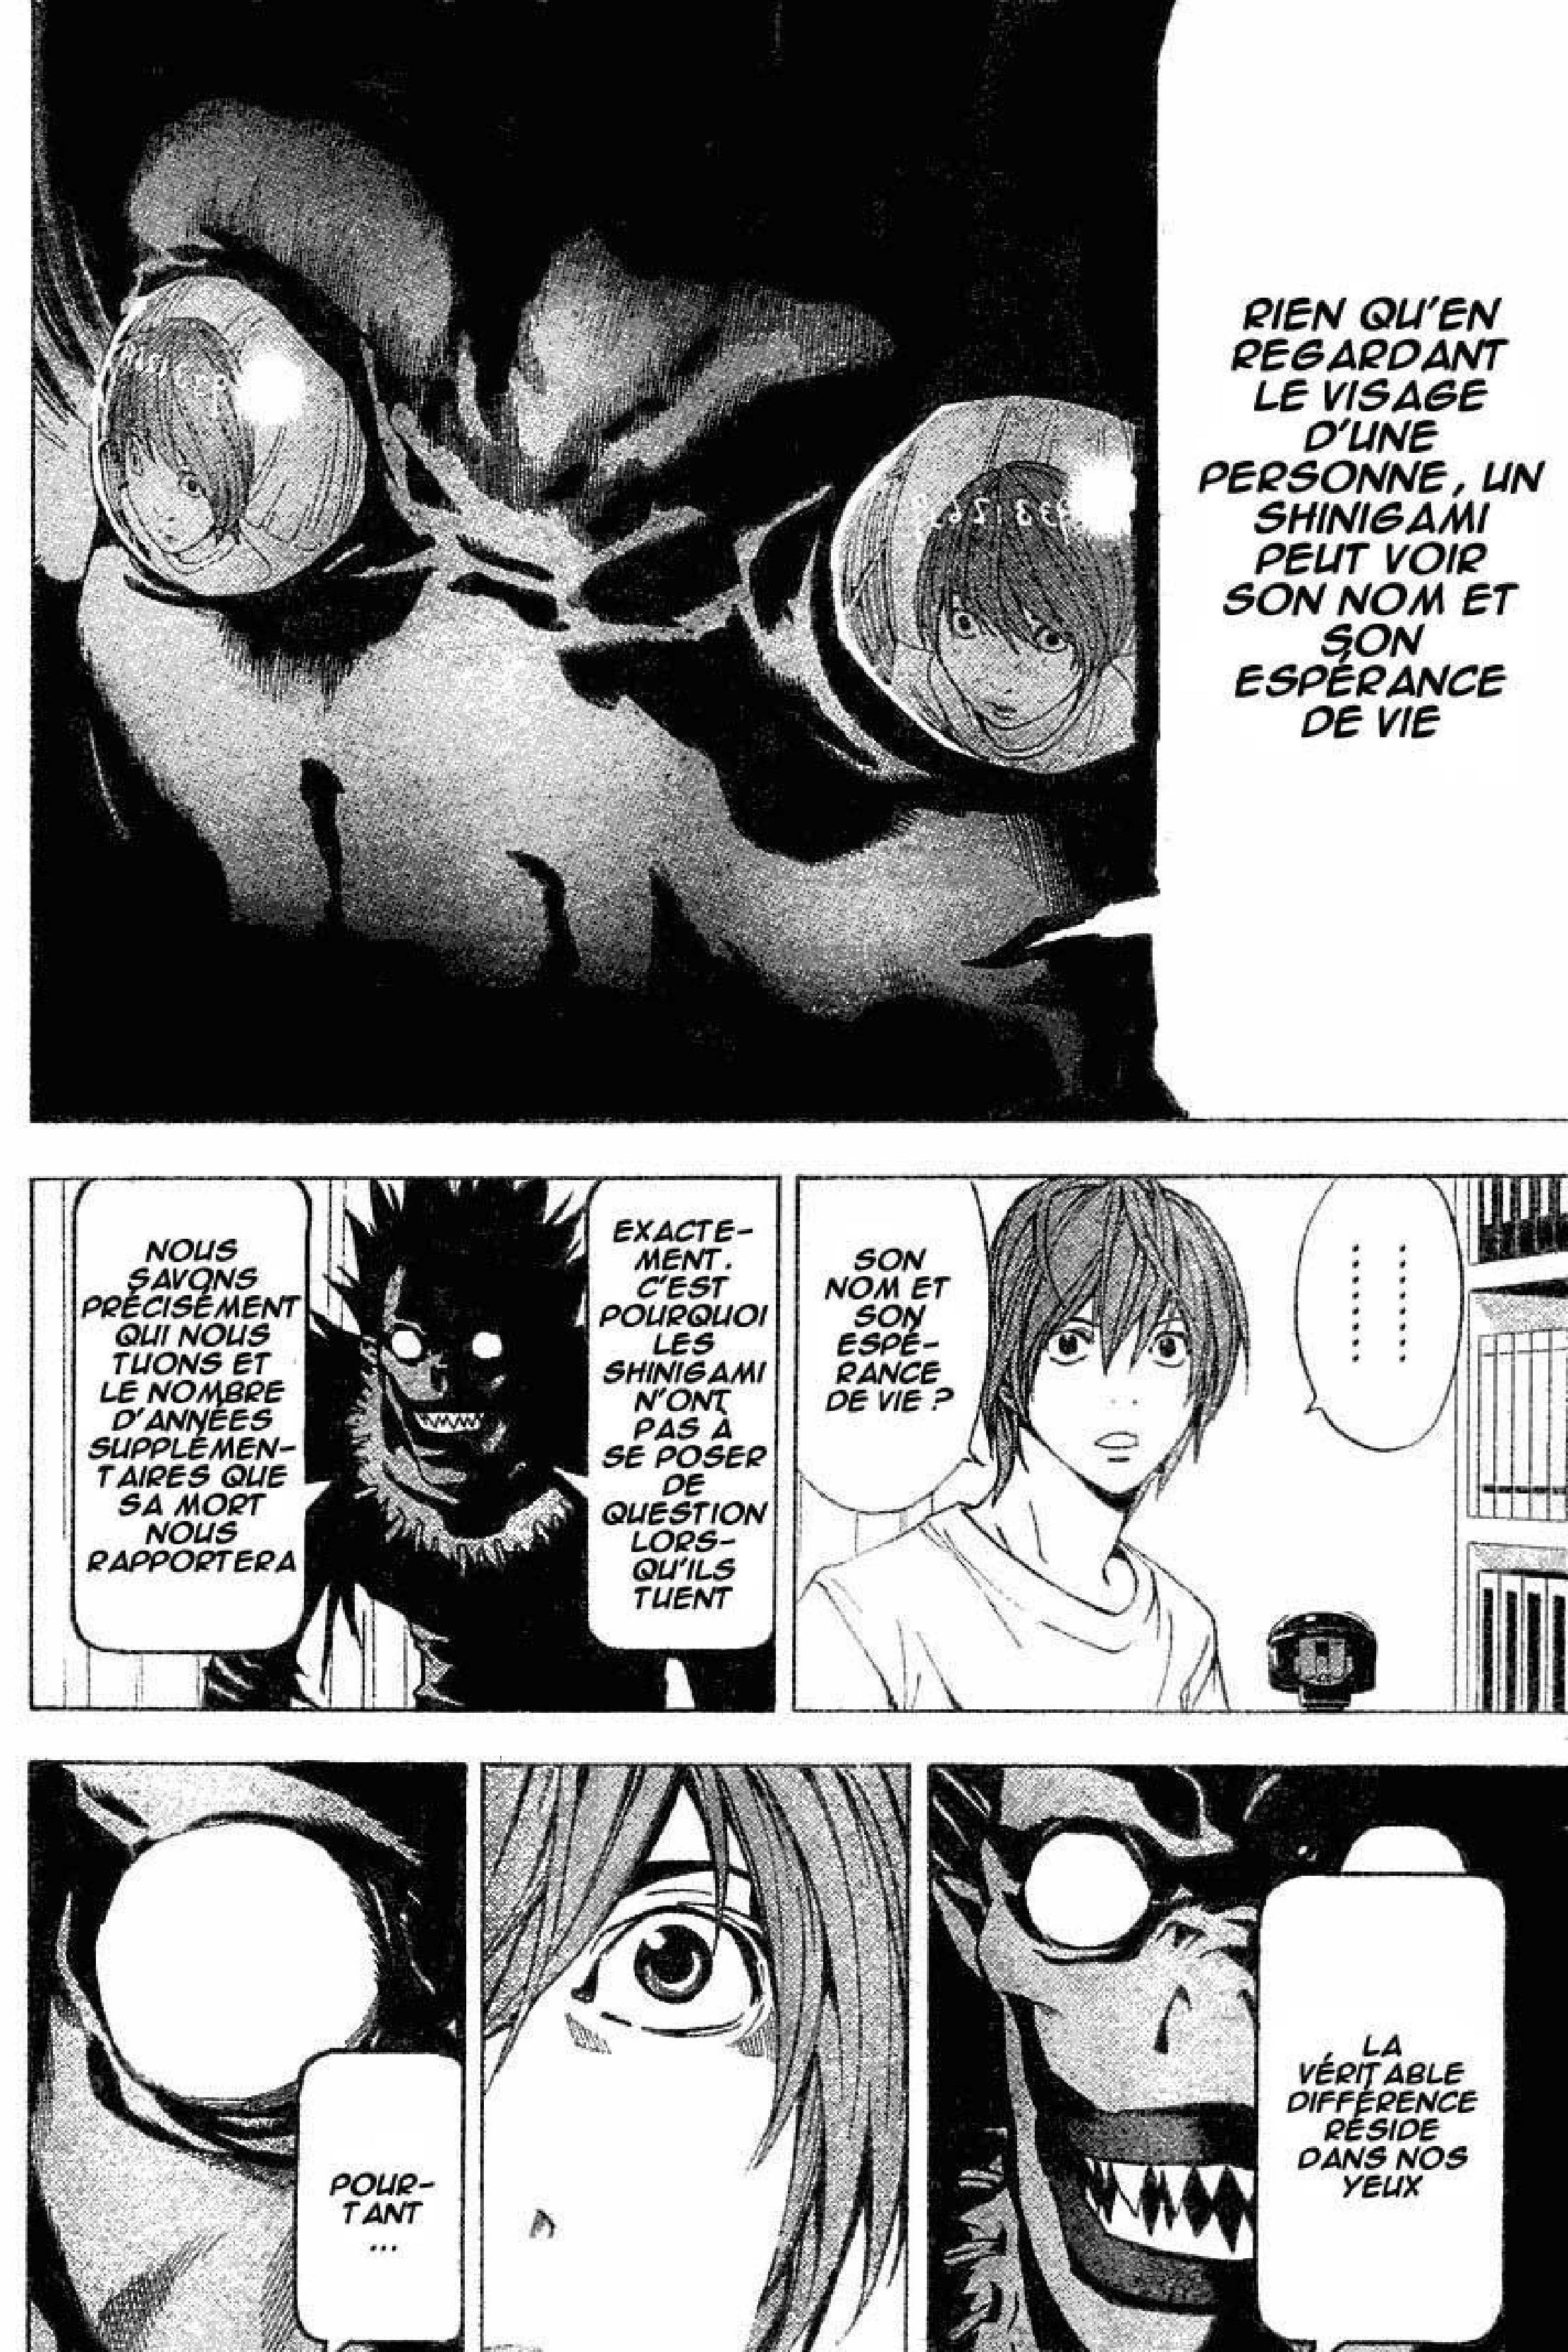 RIEN QU'EN
REGARDANT
LE VISAGE
D'UNE
PERSONNE, UN
SHINIGAMI
PEUT VOIR
SON NOM ET
SON
ESPÉRANCE
DE VIE
⋮ ⋮
SON
NOM ET
SON
ESPÉ-
RANCE
DE VIE ?
EXACTE-
MENT.
C'EST
POURQUOI
LES
SHINIGAMI
N'ONT
PAS À
SE POSER
DE
QUESTION
LORS-
QU'ILS
TUENT
NOUS
SAVONS
PRÉCISÉMENT
QUI NOUS
TUONS ET
LE NOMBRE
D'ANNÉES
SUPPLÉMEN-
TAIRES QUE
SA MORT
NOUS
RAPPORTERA
LA
VÉRITABLE
DIFFÉRENCE
RÉSIDE
DANS NOS
YEUX
POUR-
TANT
...